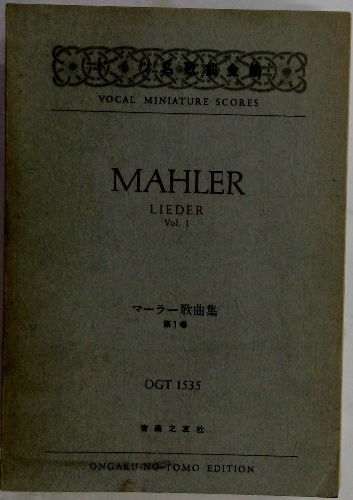 VOCAL MINIATURE SCORES
MAHLER
LIEDER
Vol. 1
マーラー歌曲集
第1巻
OGT 1535
音楽之友社
ONGAKU-NO-TOMO EDITION